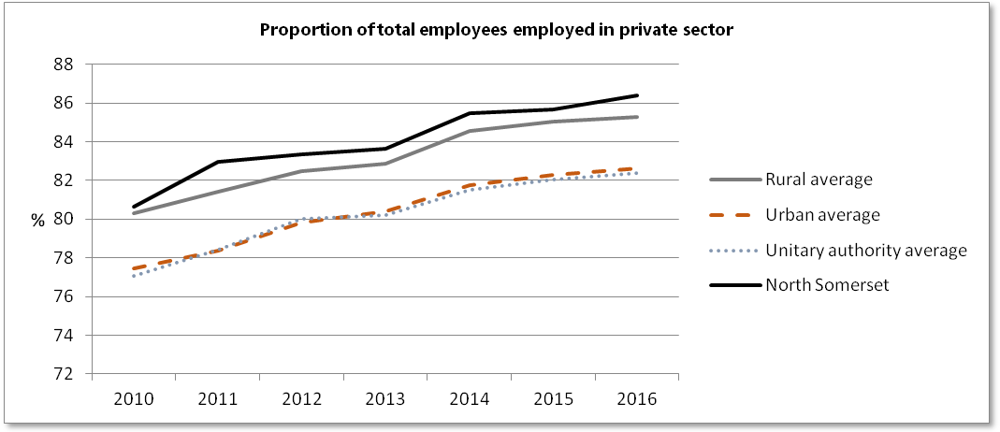 Proportion of total employees employed in private sector
88
86
84
82
80
78
76
74
72
%
2010 2011 2012 2013 2014 2015 2016
Rural average
Urban average
Unitary authority average
North Somerset